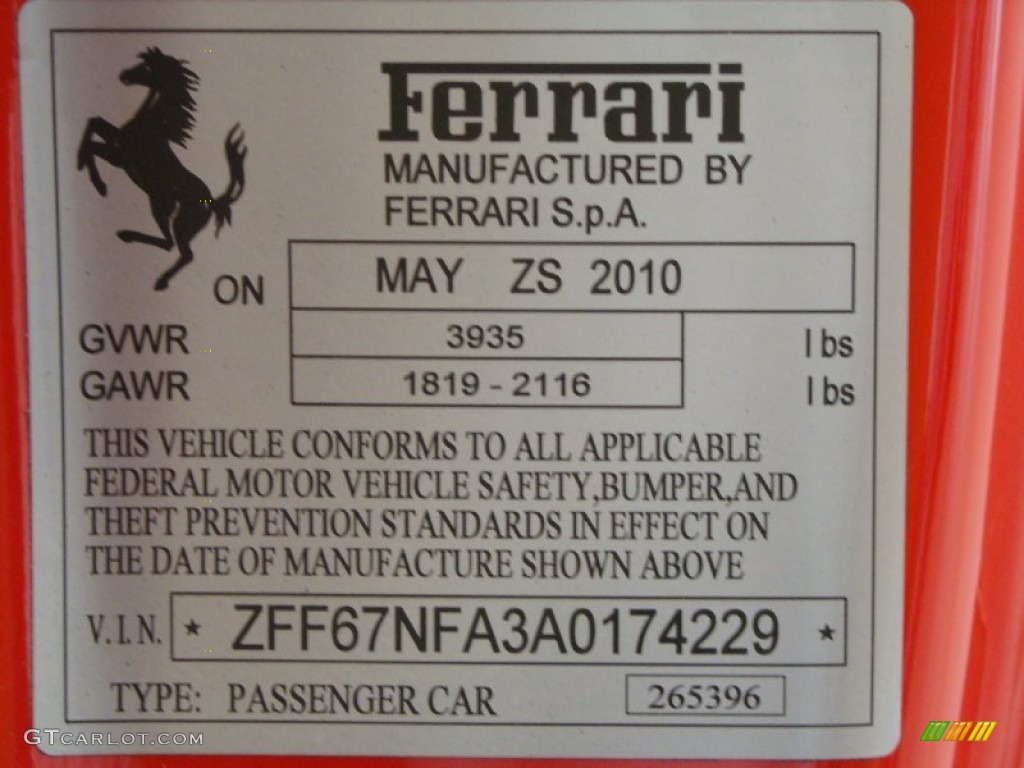 Ferrari
MANUFACTURED BY
FERRARI S.p.A.
ON MAY ZS 2010
GVWR 3935 lbs
GAWR 1819 - 2116 lbs
THIS VEHICLE CONFORMS TO ALL APPLICABLE
FEDERAL MOTOR VEHICLE SAFETY,BUMPER,AND
THEFT PREVENTION STANDARDS IN EFFECT ON
THE DATE OF MANUFACTURE SHOWN ABOVE
V.I.N. * ZFF67NFA3A0174229 *
TYPE: PASSENGER CAR 265396
GTCARLOT.COM